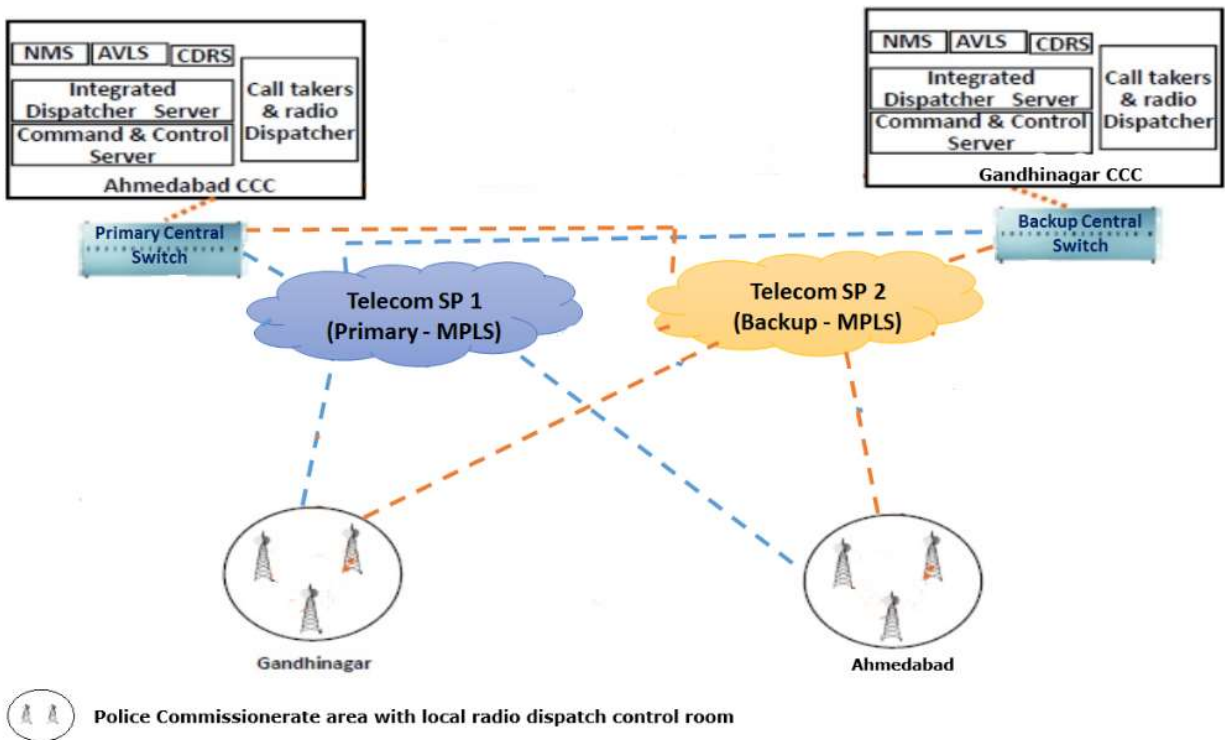 NMS AVLS CDRS
Integrated
Dispatcher Server
Command & Control
Server
Call takers
& radio
Dispatcher
Ahmedabad CCC
NMS AVLS CDRS
Integrated
Dispatcher Server
Command & Control
Server
Call takers
& radio
Dispatcher
Gandhinagar CCC
Primary Central
Switch
Backup Central
Switch
Telecom SP 1
(Primary - MPLS)
Telecom SP 2
(Backup - MPLS)
Gandhinagar
Ahmedabad
Police Commissionerate area with local radio dispatch control room